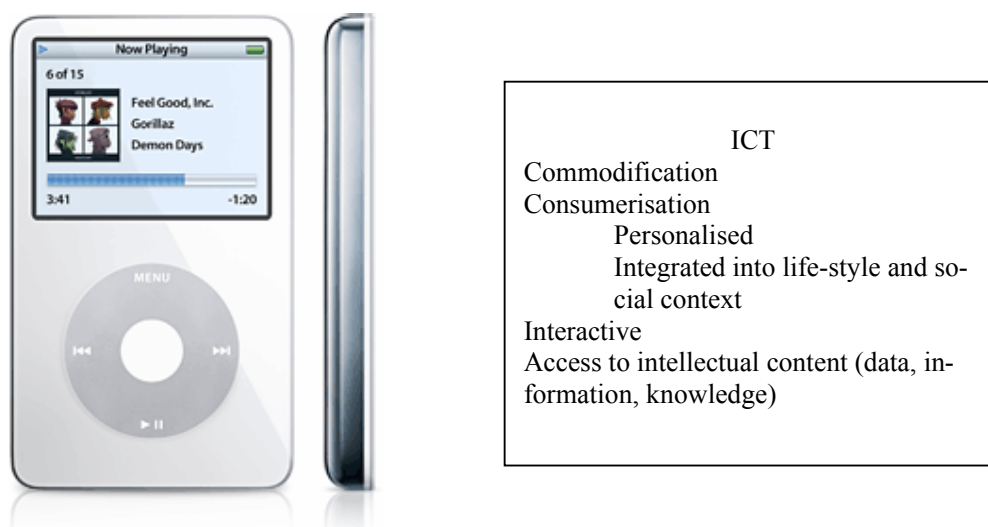 Now Playing
6 of 15
Feel Good, Inc.
Gorillaz
Demon Days
3:41 -1:20
MENU
ICT
Commodification
Consumerisation
Personalised
Integrated into life-style and so-
cial context
Interactive
Access to intellectual content (data, in-
formation, knowledge)